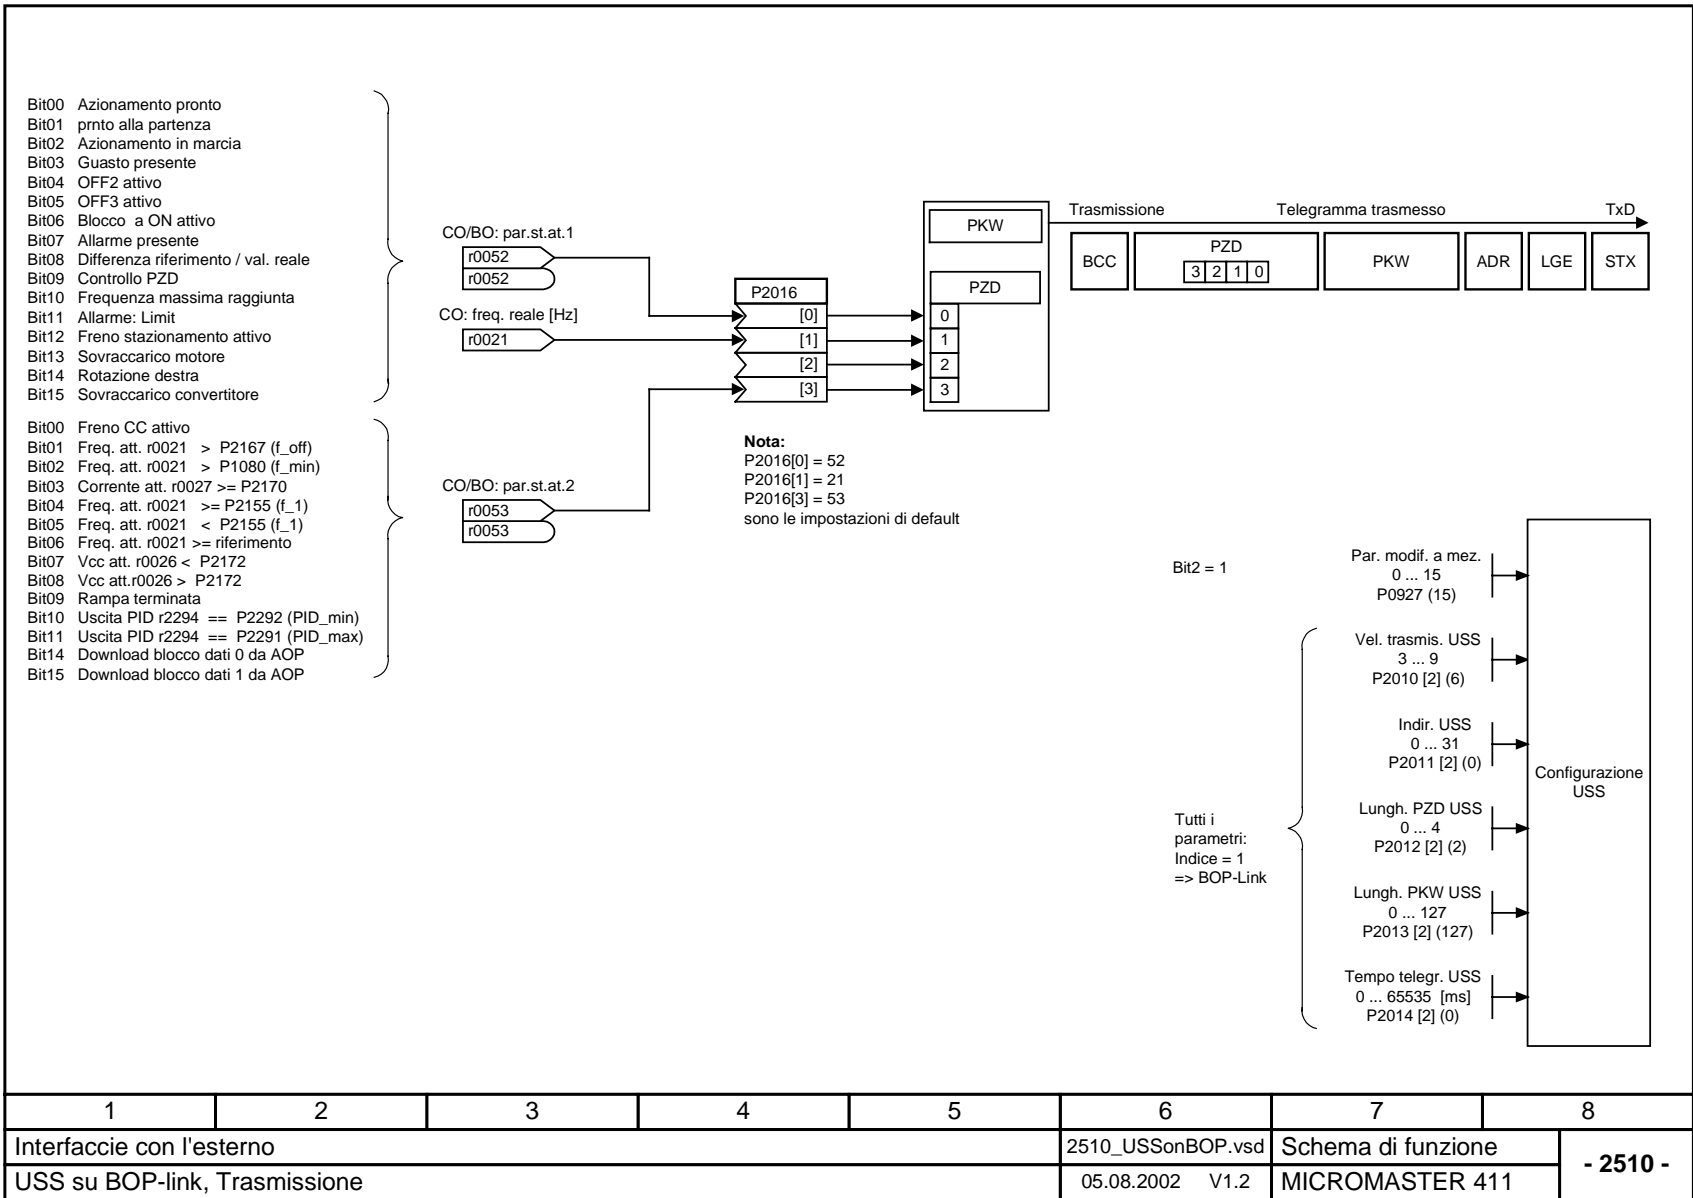 Bit00 Azionamento pronto
Bit01 prnto alla partenza
Bit02 Azionamento in marcia
Bit03 Guasto presente
Bit04 OFF2 attivo
Bit05 OFF3 attivo
Bit06 Blocco a ON attivo
Bit07 Allarme presente
Bit08 Differenza riferimento / val. reale
Bit09 Controllo PZD
Bit10 Frequenza massima raggiunta
Bit11 Allarme: Limit
Bit12 Freno stazionamento attivo
Bit13 Sovraccarico motore
Bit14 Rotazione destra
Bit15 Sovraccarico convertitore
Bit00 Freno CC attivo
Bit01 Freq. att. r0021 > P2167 (f_off)
Bit02 Freq. att. r0021 > P1080 (f_min)
Bit03 Corrente att. r0027 >= P2170
Bit04 Freq. att. r0021 >= P2155 (f_1)
Bit05 Freq. att. r0021 < P2155 (f_1)
Bit06 Freq. att. r0021 >= riferimento
Bit07 Vcc att. r0026 < P2172
Bit08 Vcc att.r0026 > P2172
Bit09 Rampa terminata
Bit10 Uscita PID r2294 == P2292 (PID_min)
Bit11 Uscita PID r2294 == P2291 (PID_max)
Bit14 Download blocco dati 0 da AOP
Bit15 Download blocco dati 1 da AOP
CO/BO: par.st.at.1
r0052
r0052
CO: freq. reale [Hz]
r0021
CO/BO: par.st.at.2
r0053
r0053
P2016
[0]
[1]
[2]
[3]
Nota:
P2016[0] = 52
P2016[1] = 21
P2016[3] = 53
sono le impostazioni di default
PKW
PZD
0
1
2
3
Trasmissione Telegramma trasmesso TxD
BCC
PZD
3 2 1 0
PKW
ADR
LGE
STX
Bit2 = 1
Par. modif. a mez.
0 ... 15
P0927 (15)
Vel. trasmis. USS
3 ... 9
P2010 [2] (6)
Indir. USS
0 ... 31
P2011 [2] (0)
Lungh. PZD USS
0 ... 4
P2012 [2] (2)
Lungh. PKW USS
0 ... 127
P2013 [2] (127)
Tempo telegr. USS
0 ... 65535 [ms]
P2014 [2] (0)
Tutti i
parametri:
Indice = 1
=> BOP-Link
Configurazione
USS
1 2 3 4 5 6 7 8
Interfaccie con l'esterno 2510_USSonBOP.vsd Schema di funzione
USS su BOP-link, Trasmissione 05.08.2002 V1.2 MICROMASTER 411
- 2510 -